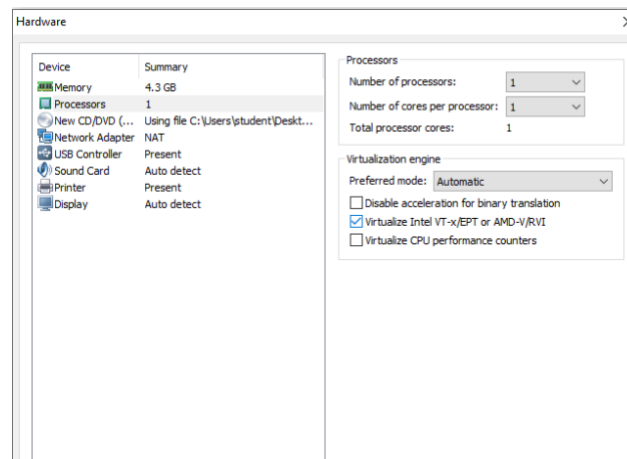 Hardware
Device Summary
Memory 4.3 GB
Processors 1
New CD/DVD (... Using file C:\Users\student\Deskt...
Network Adapter NAT
USB Controller Present
Sound Card Auto detect
Printer Present
Display Auto detect
Processors
Number of processors: 1
Number of cores per processor: 1
Total processor cores: 1
Virtualization engine
Preferred mode: Automatic
Disable acceleration for binary translation
Virtualize Intel VT-x/EPT or AMD-V/RVI
Virtualize CPU performance counters